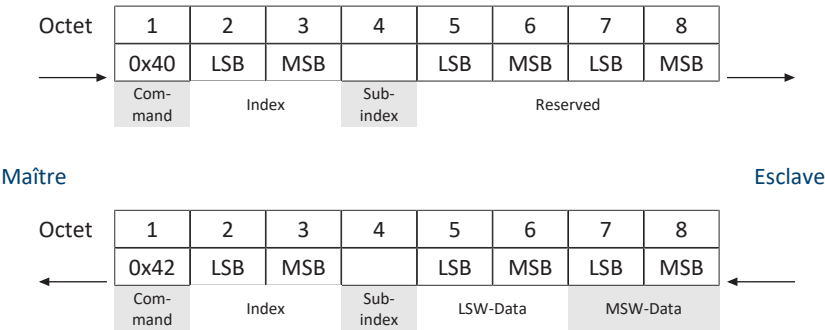 Octet 1 2 3 4 5 6 7 8
0x40 LSB MSB LSB MSB LSB MSB
Com-
mand Index Sub-
index Reserved
Maître Esclave
Octet 1 2 3 4 5 6 7 8
0x42 LSB MSB LSB MSB LSB MSB
Com-
mand Index Sub-
index LSW-Data MSW-Data